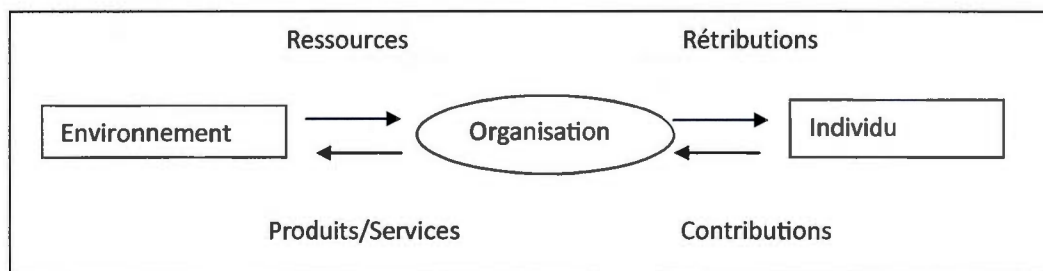 Ressources Rétributions
Environnement Organisation Individu
Produits/Services Contributions